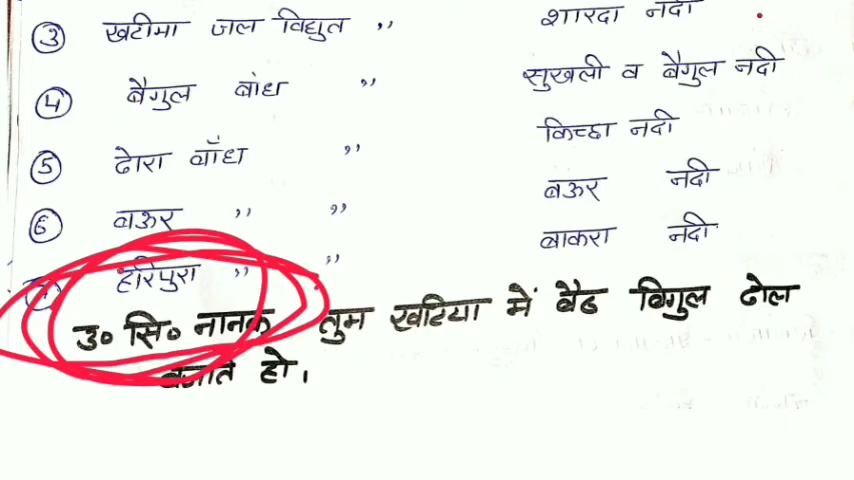 ③ खटीमा जल विद्युत ,, शारदा नदी
④ बैगुल बांध ,, सुखली व बैगुल नदी
⑤ ढोरा बाँध ,, किच्छा नदी
⑥ बऊर ,, ,, बऊर नदी
हरिपुरा ,, ,, बाकरा नदी
उ० सि० नानक तुम खटिया में बैठ विगुल ढोल
बजाते हो।